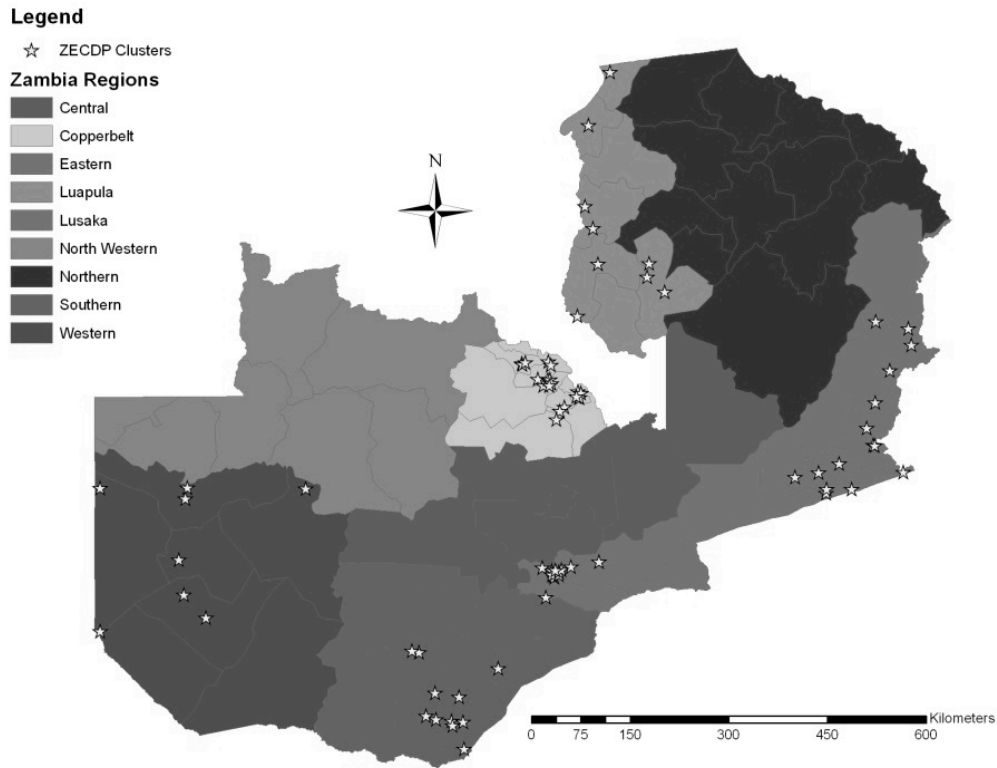 Legend
ZECDP Clusters
Zambia Regions
Central
Copperbelt
Eastern
Luapula
Lusaka
North Western
Northern
Southern
Western
N
Kilometers
0 75 150 300 450 600